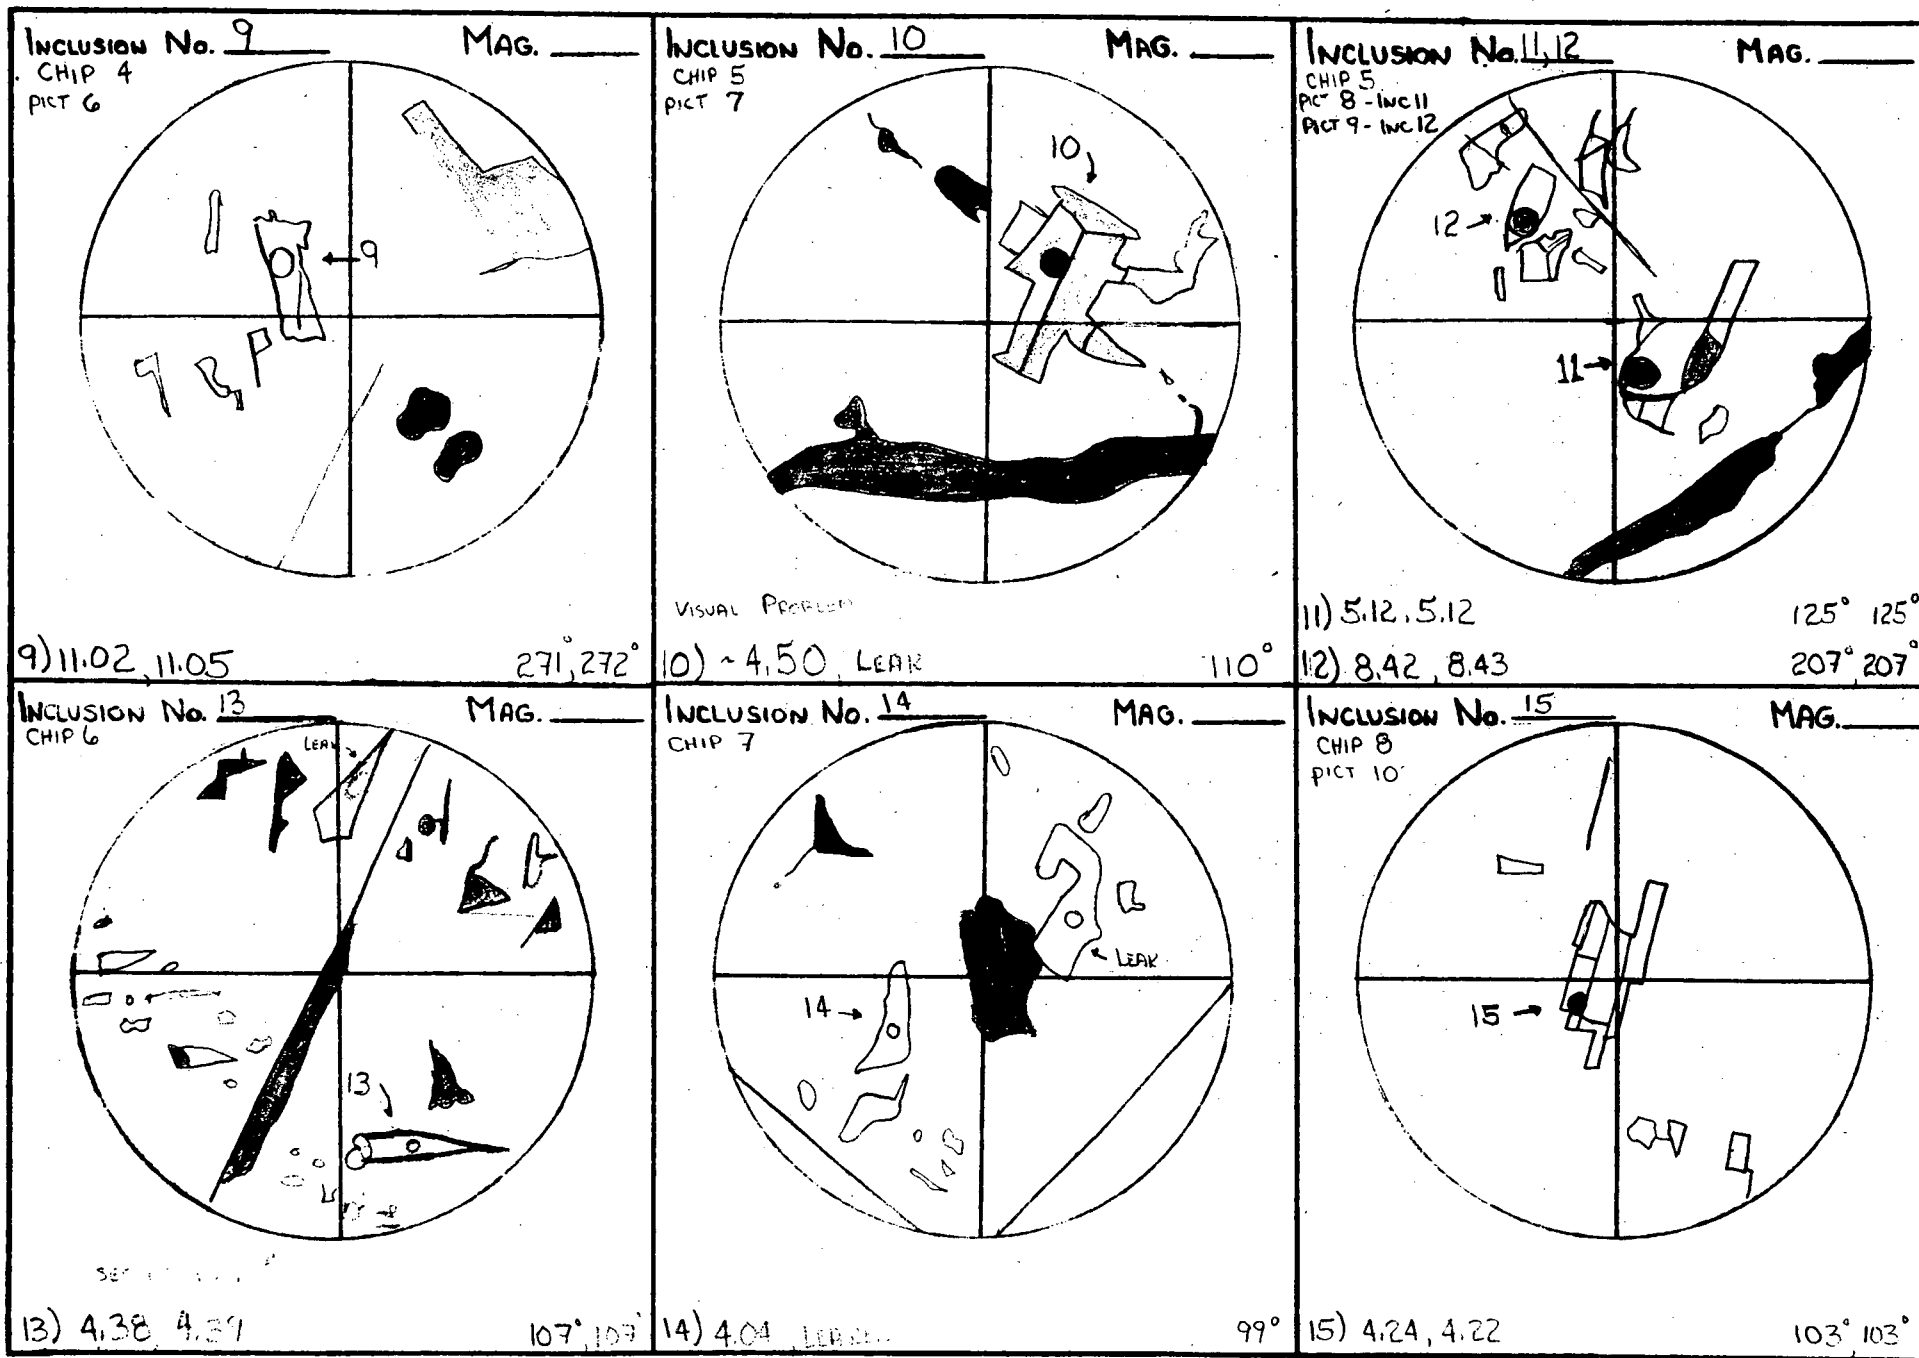 INCLUSION No. 9 MAG.
CHIP 4
PICT 6
9
9) 11.02, 11.05 271°, 272°
INCLUSION No. 10 MAG.
CHIP 5
PICT 7
10
VISUAL PROBLEM
10) ~4.50 LEAK 110°
INCLUSION No. 11,12 MAG.
CHIP 5
PICT 8 - INC 11
PICT 9 - INC 12
12
11
11) 5.12, 5.12 125° 125°
12) 8.42, 8.43 207° 207°
INCLUSION No. 13 MAG.
CHIP 6
LEAK
13
13) 4.38 4.39 107°, 107°
INCLUSION No. 14 MAG.
CHIP 7
LEAK
14
14) 4.04 99°
INCLUSION No. 15 MAG.
CHIP 8
PICT 10
15
15) 4.24, 4.22 103° 103°